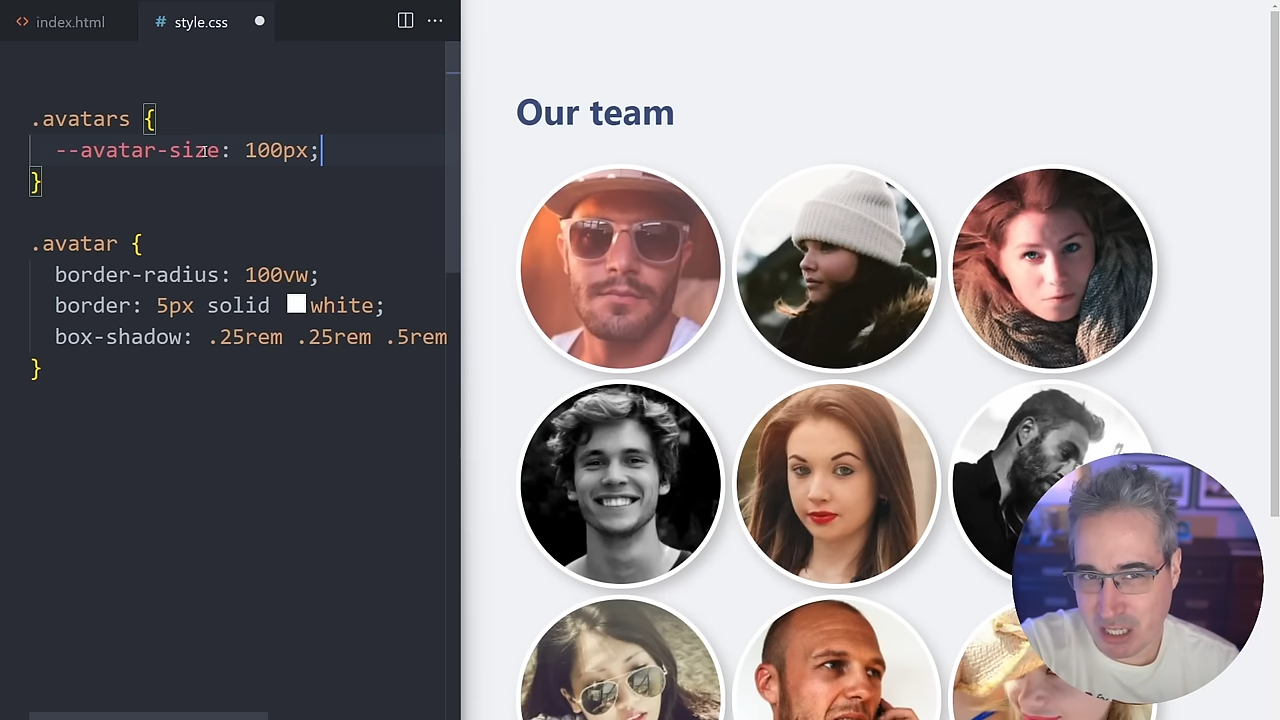 index.html
# style.css
.avatars {
--avatar-size: 100px;
}
.avatar {
border-radius: 100vw;
border: 5px solid white;
box-shadow: .25rem .25rem .5rem
}
Our team